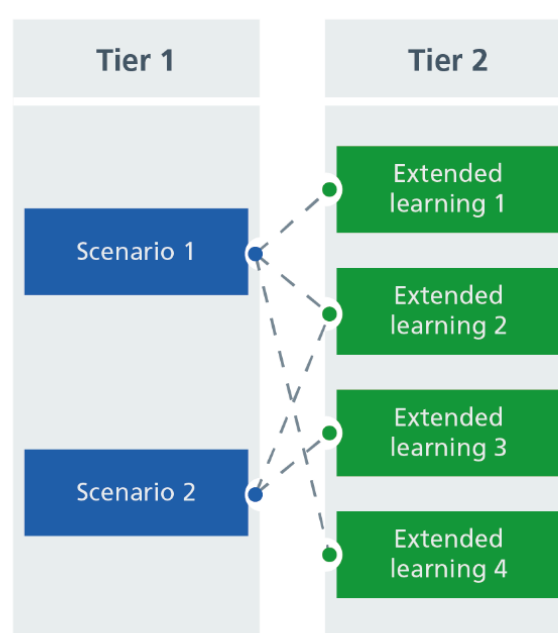 Tier 1
Tier 2
Scenario 1
Scenario 2
Extended
learning 1
Extended
learning 2
Extended
learning 3
Extended
learning 4